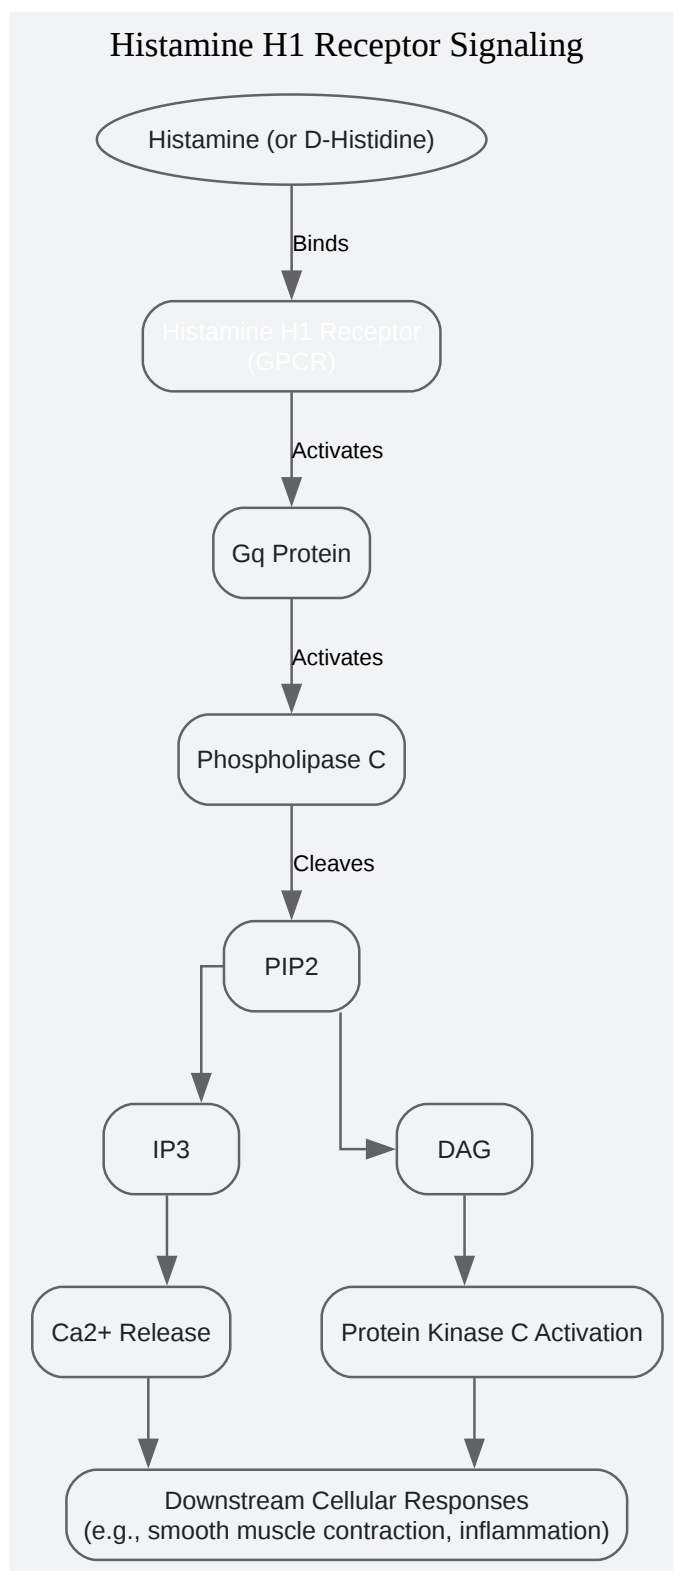 Histamine H1 Receptor Signaling
Histamine (or D-Histidine)
Binds
Histamine H1 Receptor
(GPCR)
Activates
Gq Protein
Activates
Phospholipase C
Cleaves
PIP2
IP3
DAG
Ca2+ Release
Protein Kinase C Activation
Downstream Cellular Responses
(e.g., smooth muscle contraction, inflammation)